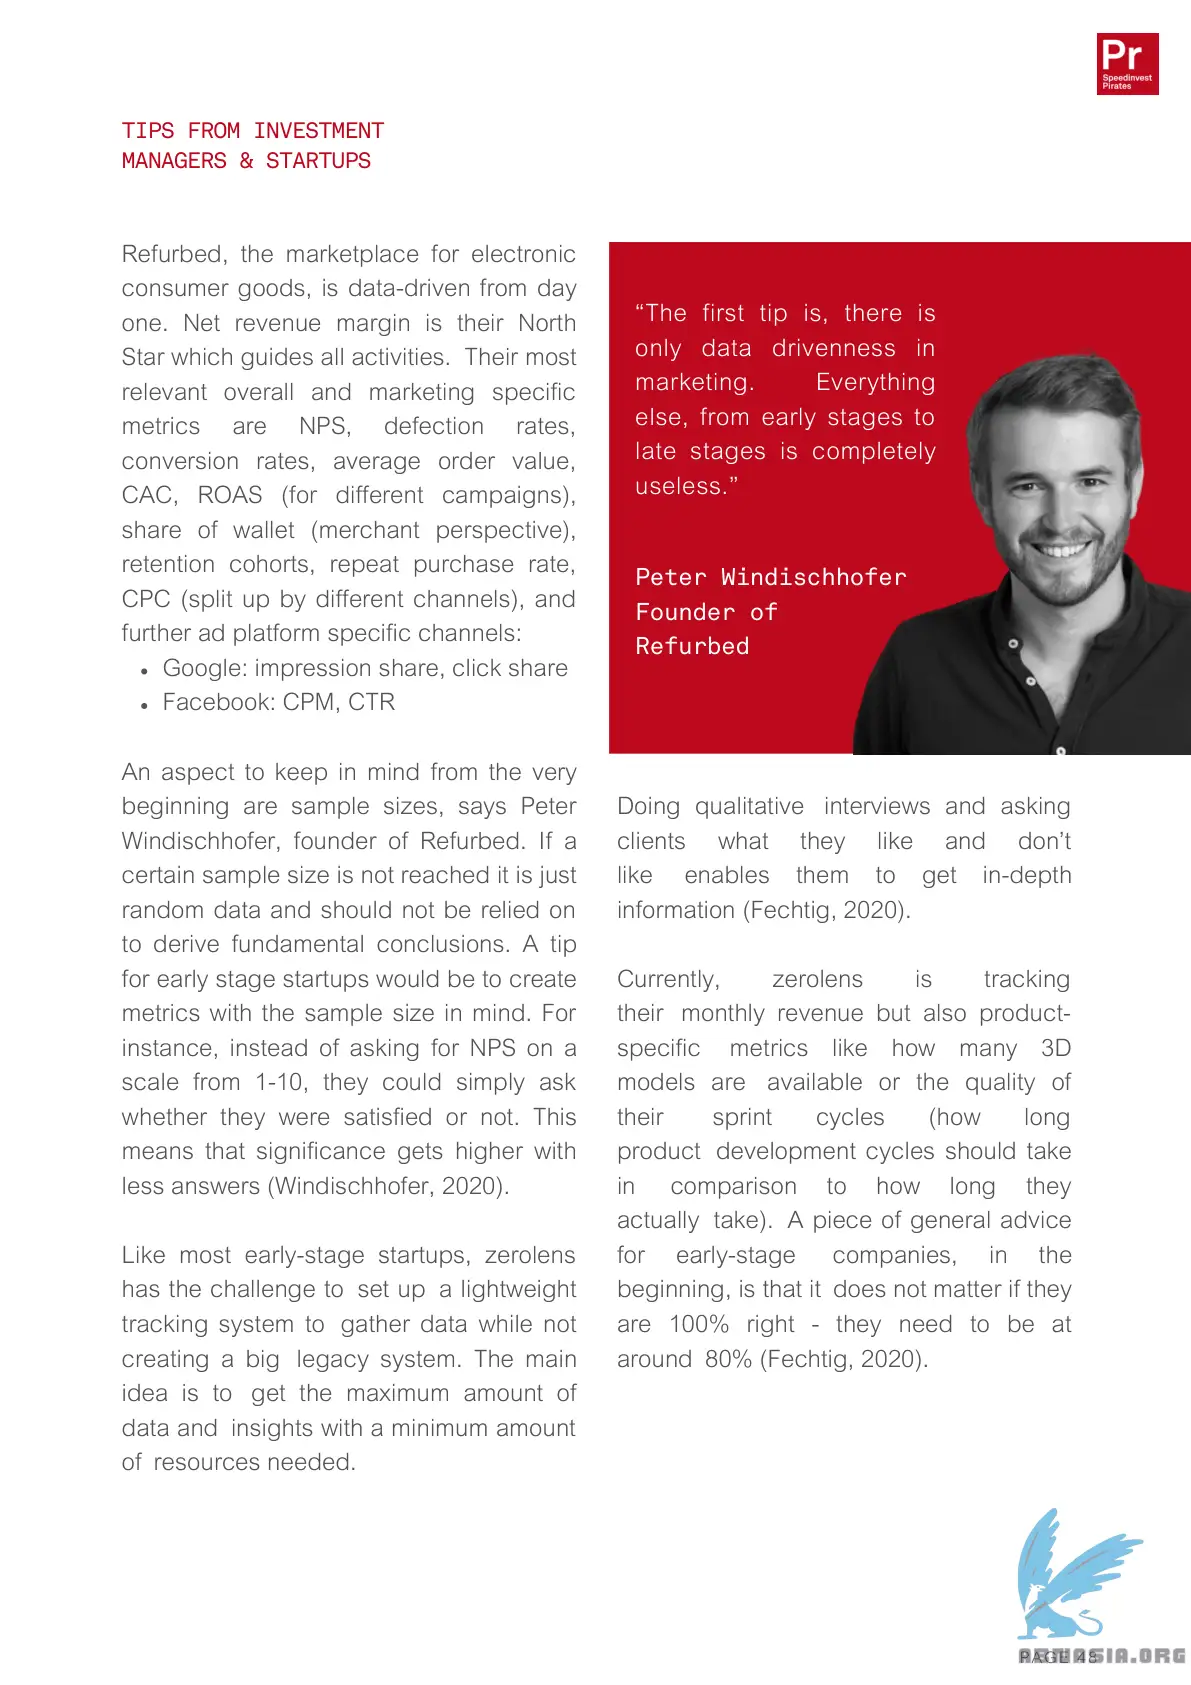 Pr
Speedinvest
Pirates
TIPS FROM INVESTMENT
MANAGERS & STARTUPS
Refurbed, the marketplace for electronic
consumer goods, is data-driven from day
one. Net revenue margin is their North
Star which guides all activities. Their most
relevant overall and marketing specific
metrics are NPS, defection rates,
conversion rates, average order value,
CAC, ROAS (for different campaigns),
share of wallet (merchant perspective),
retention cohorts, repeat purchase rate,
CPC (split up by different channels), and
further ad platform specific channels:
• Google: impression share, click share
• Facebook: CPM, CTR
An aspect to keep in mind from the very
beginning are sample sizes, says Peter
Windischhofer, founder of Refurbed. If a
certain sample size is not reached it is just
random data and should not be relied on
to derive fundamental conclusions. A tip
for early stage startups would be to create
metrics with the sample size in mind. For
instance, instead of asking for NPS on a
scale from 1-10, they could simply ask
whether they were satisfied or not. This
means that significance gets higher with
less answers (Windischhofer, 2020).
Like most early-stage startups, zerolens
has the challenge to set up a lightweight
tracking system to gather data while not
creating a big legacy system. The main
idea is to get the maximum amount of
data and insights with a minimum amount
of resources needed.
“The first tip is, there is
only data drivenness in
marketing. Everything
else, from early stages to
late stages is completely
useless.”
Peter Windischhofer
Founder of
Refurbed
Doing qualitative interviews and asking
clients what they like and don’t
like enables them to get in-depth
information (Fechtig, 2020).
Currently, zerolens is tracking
their monthly revenue but also product-
specific metrics like how many 3D
models are available or the quality of
their sprint cycles (how long
product development cycles should take
in comparison to how long they
actually take). A piece of general advice
for early-stage companies, in the
beginning, is that it does not matter if they
are 100% right - they need to be at
around 80% (Fechtig, 2020).
PAGE 48